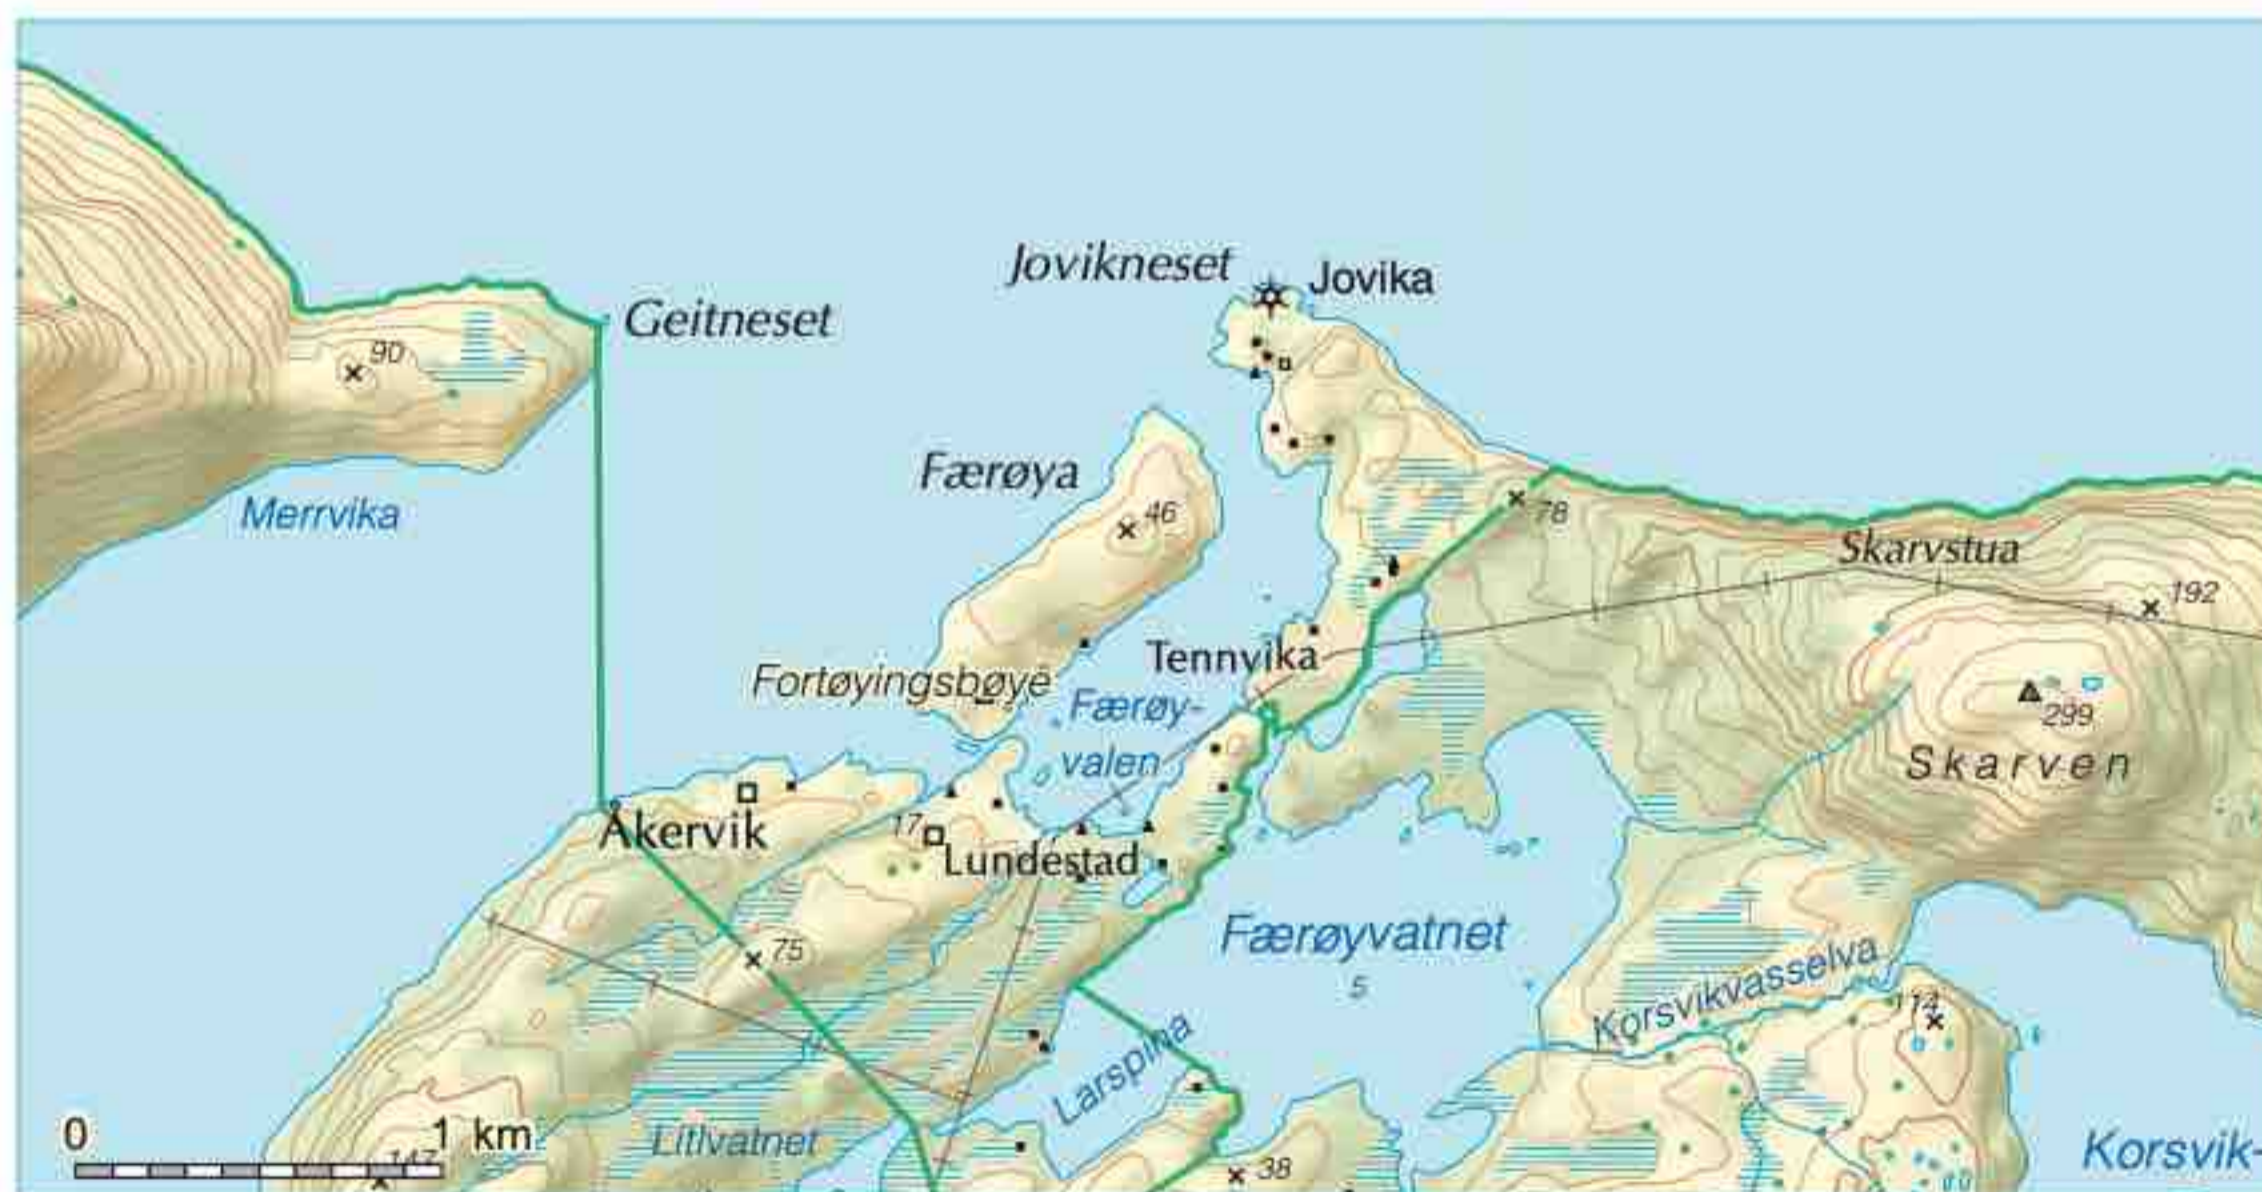 Jovikneset
Jovika
Geitneset
90
Færøya
46
Merrvika
78
Skarvstua
192
Tennvika
Fortøyingsbøye
Færøy-
valen
299
Skarven
Åkervik
17
Lundestad
Færøyvatnet
5
75
Korsvikvasselva
114
Larspina
Litlvatnet
0
1 km
147
38
Korsvik-